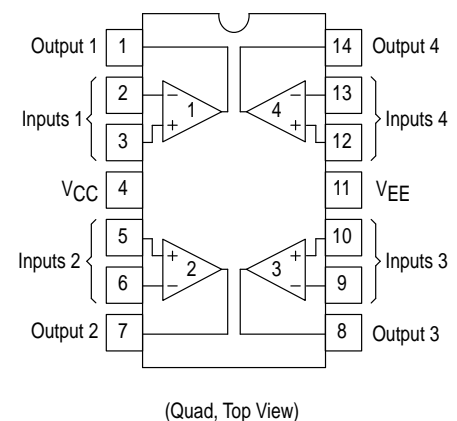 Output 1 1 14 Output 4
2 − − 13
Inputs 1 1 4 Inputs 4
3 + + 12
VCC 4 11 VEE
5 + + 10
Inputs 2 2 3 Inputs 3
6 − − 9
Output 2 7 8 Output 3
(Quad, Top View)